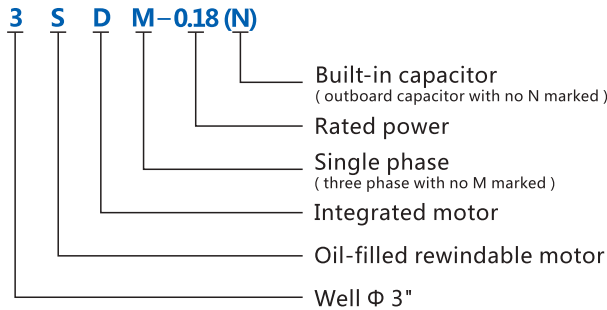 3 S D M-0.18(N)
Built-in capacitor
( outboard capacitor with no N marked )
Rated power
Single phase
( three phase with no M marked )
Integrated motor
Oil-filled rewindable motor
Well Φ 3"